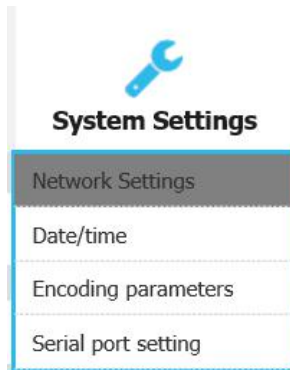 System Settings
Network Settings
Date/time
Encoding parameters
Serial port setting